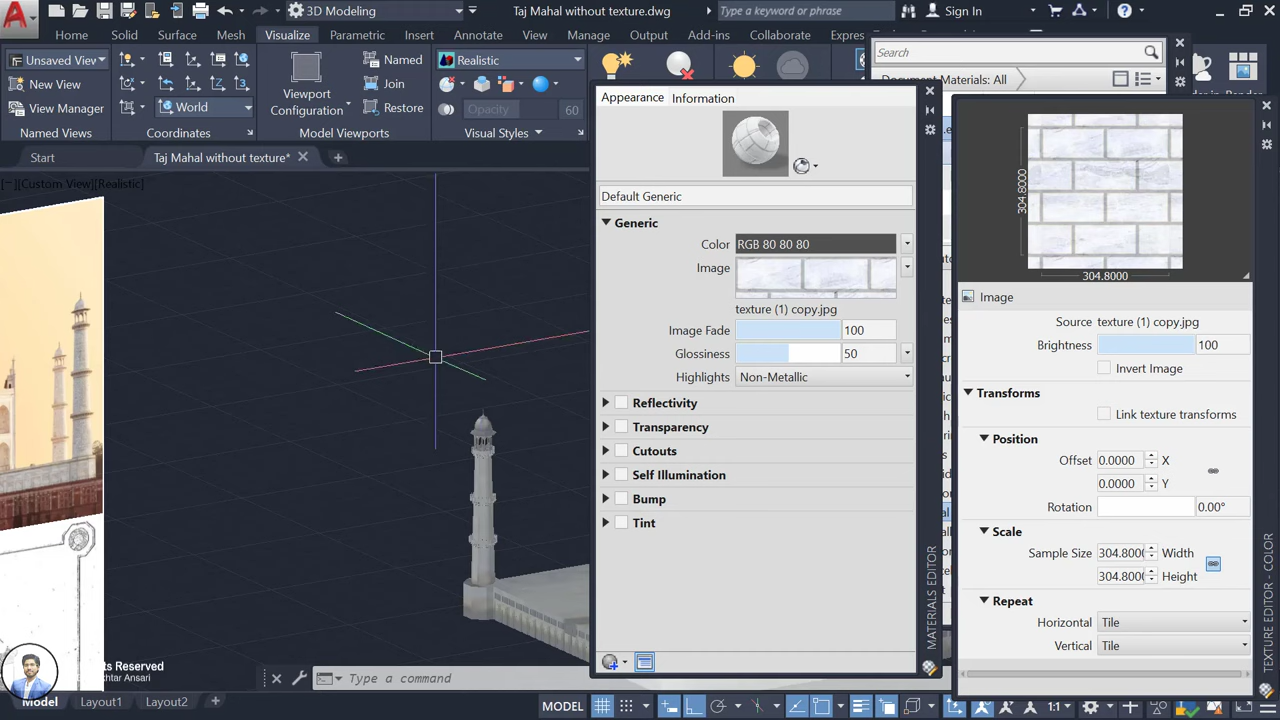 3D Modeling
Taj Mahal without texture.dwg
Type a keyword or phrase
Sign In
Home
Solid
Surface
Mesh
Visualize
Parametric
Insert
Annotate
View
Manage
Output
Add-ins
Collaborate
Expres
Search
Unsaved View
New View
View Manager
Named Views
World
Coordinates
Viewport
Configuration
Named
Join
Restore
Model Viewports
Realistic
Opacity
60
Visual Styles
Document Materials: All
Start
Taj Mahal without texture*
[−][Custom View][Realistic]
Appearance
Information
Default Generic
Generic
Color
RGB 80 80 80
Image
texture (1) copy.jpg
Image Fade
100
Glossiness
50
Highlights
Non-Metallic
Reflectivity
Transparency
Cutouts
Self Illumination
Bump
Tint
MATERIALS EDITOR
304.8000
304.8000
Image
Source
texture (1) copy.jpg
Brightness
100
Invert Image
Transforms
Link texture transforms
Position
Offset
0.0000
X
0.0000
Y
Rotation
0.00°
Scale
Sample Size
304.8000
Width
304.8000
Height
Repeat
Horizontal
Tile
Vertical
Tile
TEXTURE EDITOR - COLOR
Type a command
Model
Layout1
Layout2
MODEL
1:1